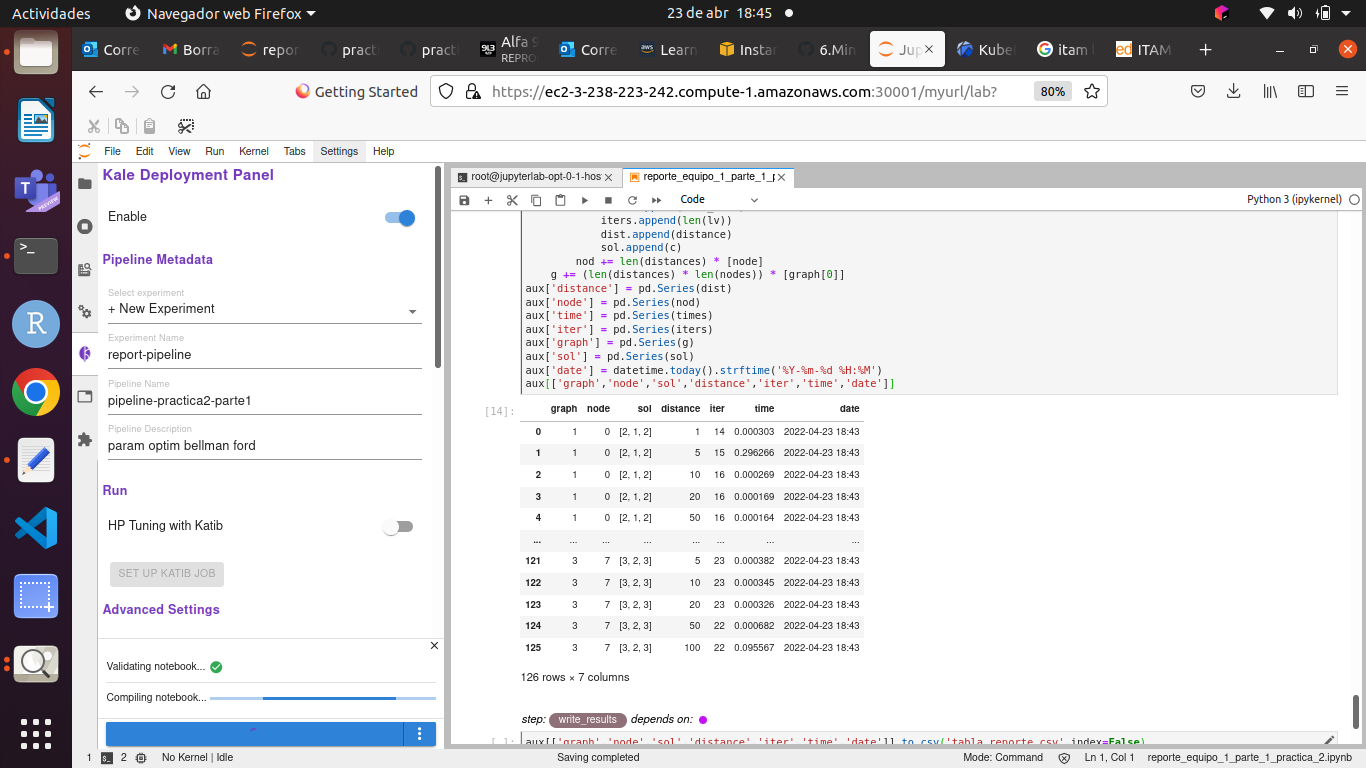 Actividades
Navegador web Firefox
23 de abr 18:45
Corre
Borra
repor
pract
pract
Alfa 9
REPRO
Corre
Learn
Instar
6.Min
Jup
Kube
itam
ITAM
Getting Started
https://ec2-3-238-223-242.compute-1.amazonaws.com:30001/myurl/lab?
80%
File Edit View Run Kernel Tabs Settings Help
Kale Deployment Panel
Enable
Pipeline Metadata
Select experiment
+ New Experiment
Experiment Name
report-pipeline
Pipeline Name
pipeline-practica2-parte1
Pipeline Description
param optim bellman ford
Run
HP Tuning with Katib
SET UP KATIB JOB
Advanced Settings
Validating notebook...
Compiling notebook...
root@jupyterlab-opt-0-1-hos
reporte_equipo_1_parte_1_p
Code
Python 3 (ipykernel)
iters.append(len(lv))
dist.append(distance)
sol.append(c)
nod += len(distances) * [node]
g += (len(distances) * len(nodes)) * [graph[0]]
aux['distance'] = pd.Series(dist)
aux['node'] = pd.Series(nod)
aux['time'] = pd.Series(times)
aux['iter'] = pd.Series(iters)
aux['graph'] = pd.Series(g)
aux['sol'] = pd.Series(sol)
aux['date'] = datetime.today().strftime('%Y-%m-%d %H:%M')
aux[['graph','node','sol','distance','iter','time','date']]
[14]:
graph node sol distance iter time date
0 1 0 [2, 1, 2] 1 14 0.000303 2022-04-23 18:43
1 1 0 [2, 1, 2] 5 15 0.296266 2022-04-23 18:43
2 1 0 [2, 1, 2] 10 16 0.000269 2022-04-23 18:43
3 1 0 [2, 1, 2] 20 16 0.000169 2022-04-23 18:43
4 1 0 [2, 1, 2] 50 16 0.000164 2022-04-23 18:43
... ... ... ... ... ... ... ...
121 3 7 [3, 2, 3] 5 23 0.000382 2022-04-23 18:43
122 3 7 [3, 2, 3] 10 23 0.000345 2022-04-23 18:43
123 3 7 [3, 2, 3] 20 23 0.000326 2022-04-23 18:43
124 3 7 [3, 2, 3] 50 22 0.000682 2022-04-23 18:43
125 3 7 [3, 2, 3] 100 22 0.095567 2022-04-23 18:43
126 rows × 7 columns
step: write_results depends on:
[ ]: aux[['graph','node','sol','distance','iter','time','date']].to_csv('tabla_reporte.csv',index=False)
1 2 No Kernel | Idle
Saving completed
Mode: Command
Ln 1, Col 1
reporte_equipo_1_parte_1_practica_2.ipynb